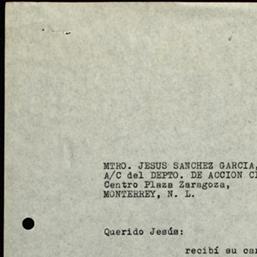 MTRO. JESUS SANCHEZ GARCIA,
A/C del DEPTO. DE ACCION
Centro Plaza Zaragoza,
MONTERREY, N. L.
Querido Jesús:
recibí su